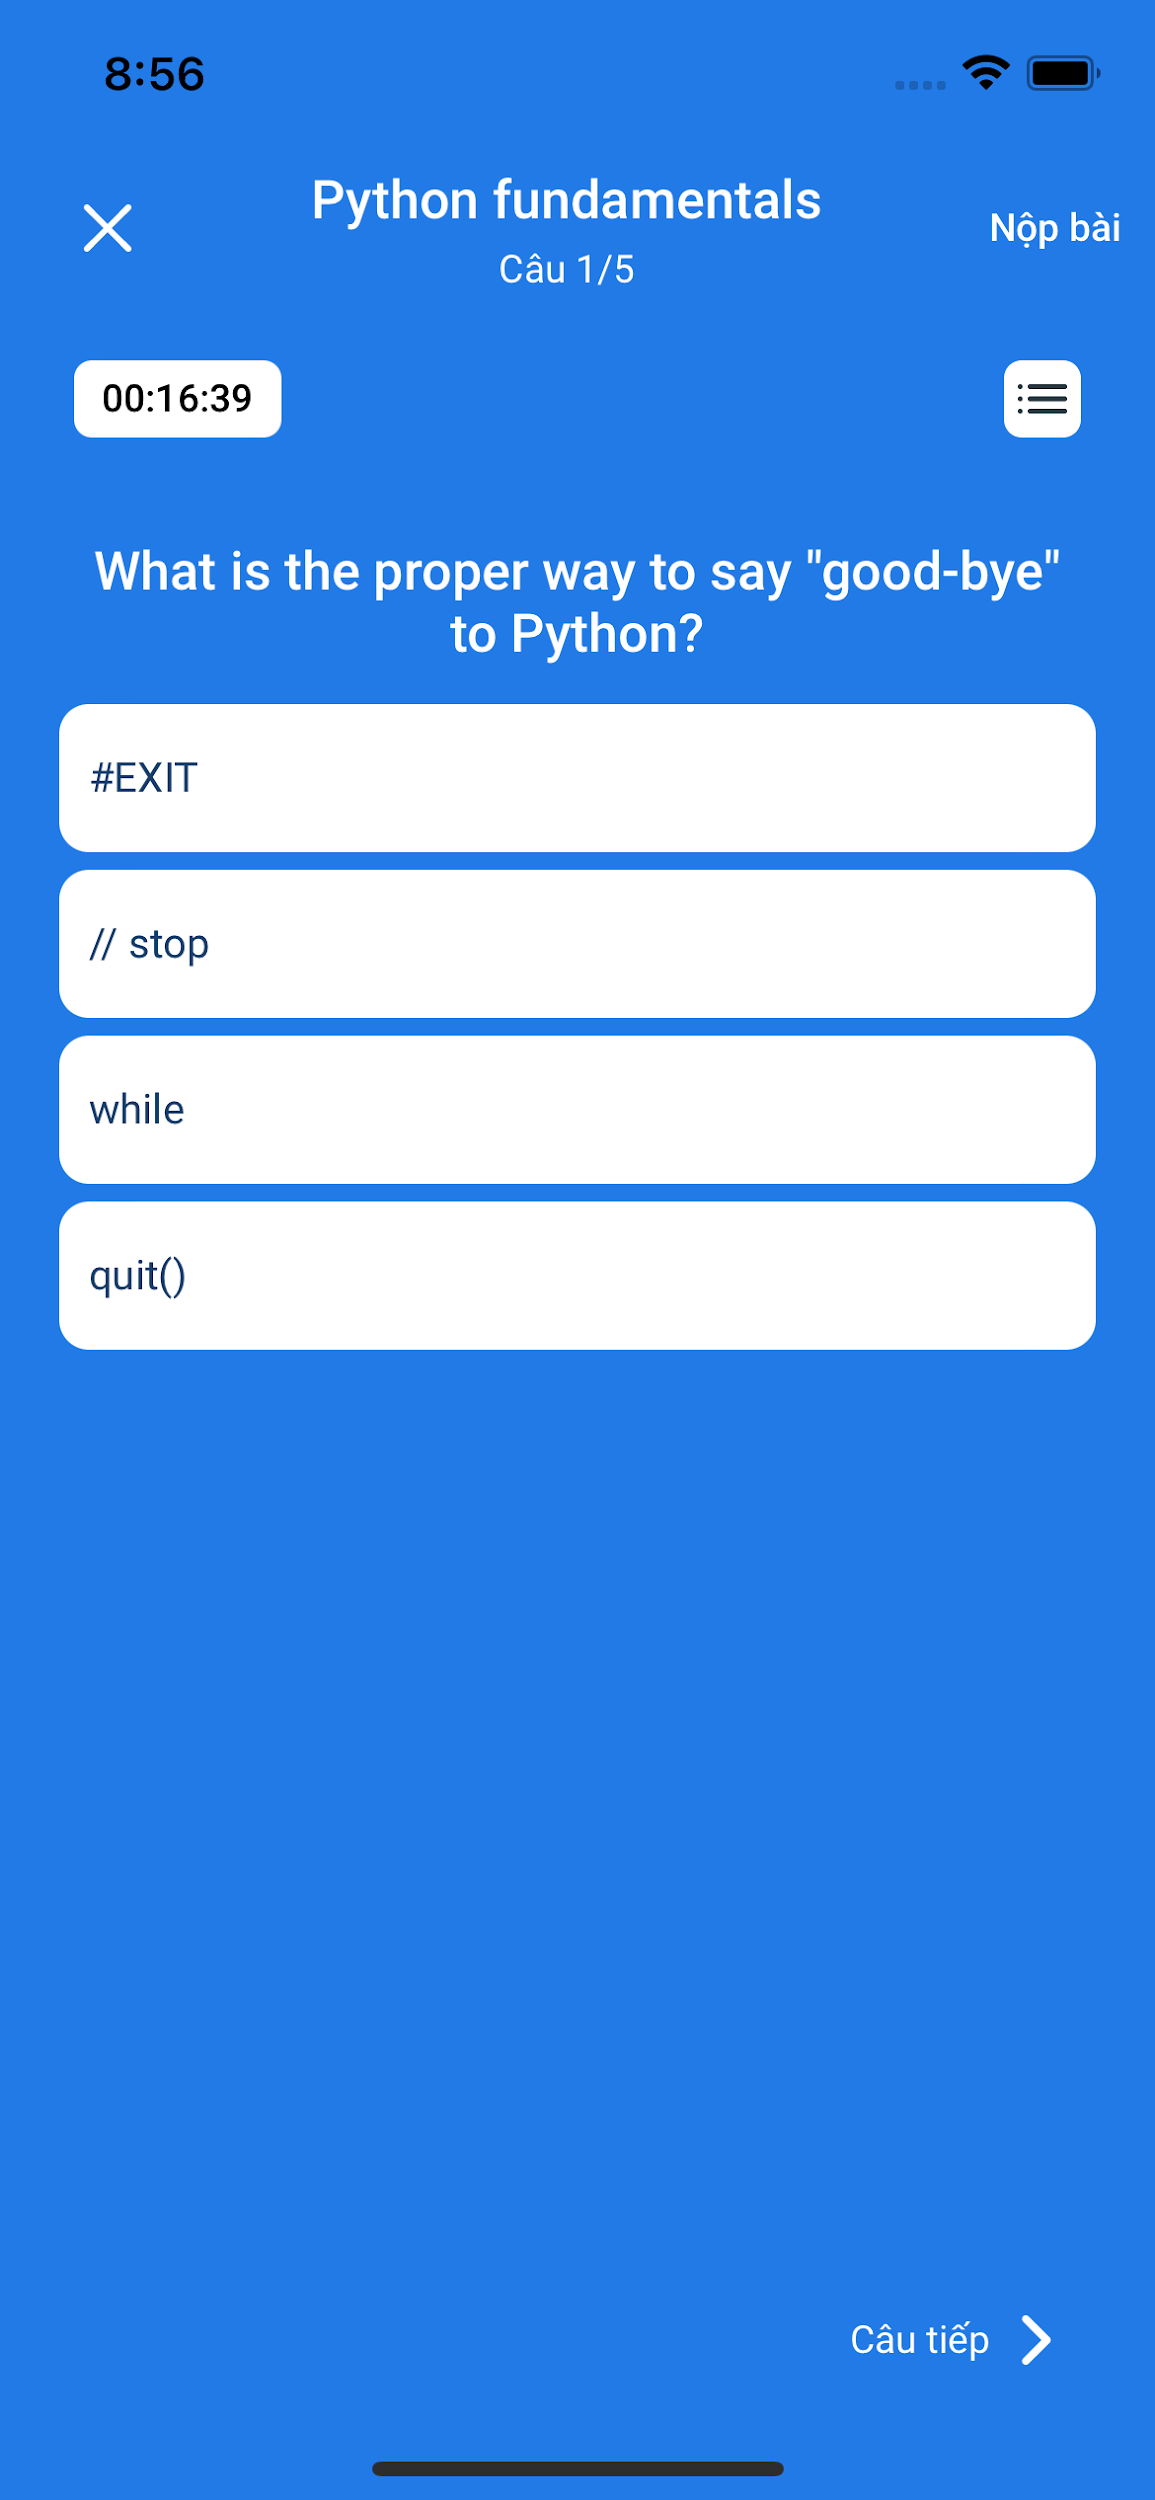 8:56
Python fundamentals
Câu 1/5
Nộp bài
00:16:39
What is the proper way to say "good-bye"
to Python?
#EXIT
// stop
while
quit()
Câu tiếp